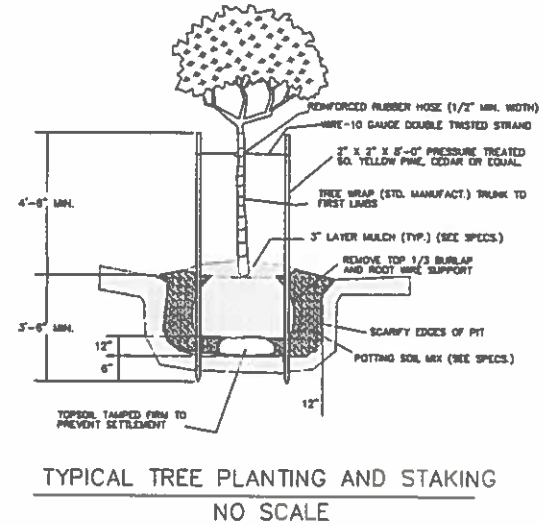 REINFORCED RUBBER HOSE (1/2" MIN. WIDTH)
WIRE-10 GAUGE DOUBLE TWISTED STRAND
2" X 2" X 8'-0" PRESSURE TREATED
SO. YELLOW PINE, CEDAR OR EQUAL
TREE WRAP (STD. MANUFACT.) TRUNK TO
FIRST LIMBS
4'-6" MIN.
3" LAYER MULCH (TYP.) (SEE SPECS.)
REMOVE TOP 1/3 BURLAP
AND ROOT WIRE SUPPORT
3'-6" MIN.
SCARIFY EDGES OF PIT
12"
POTTING SOIL MIX (SEE SPECS.)
6"
12"
TOPSOIL TAMPED FIRM TO
PREVENT SETTLEMENT
TYPICAL TREE PLANTING AND STAKING
NO SCALE